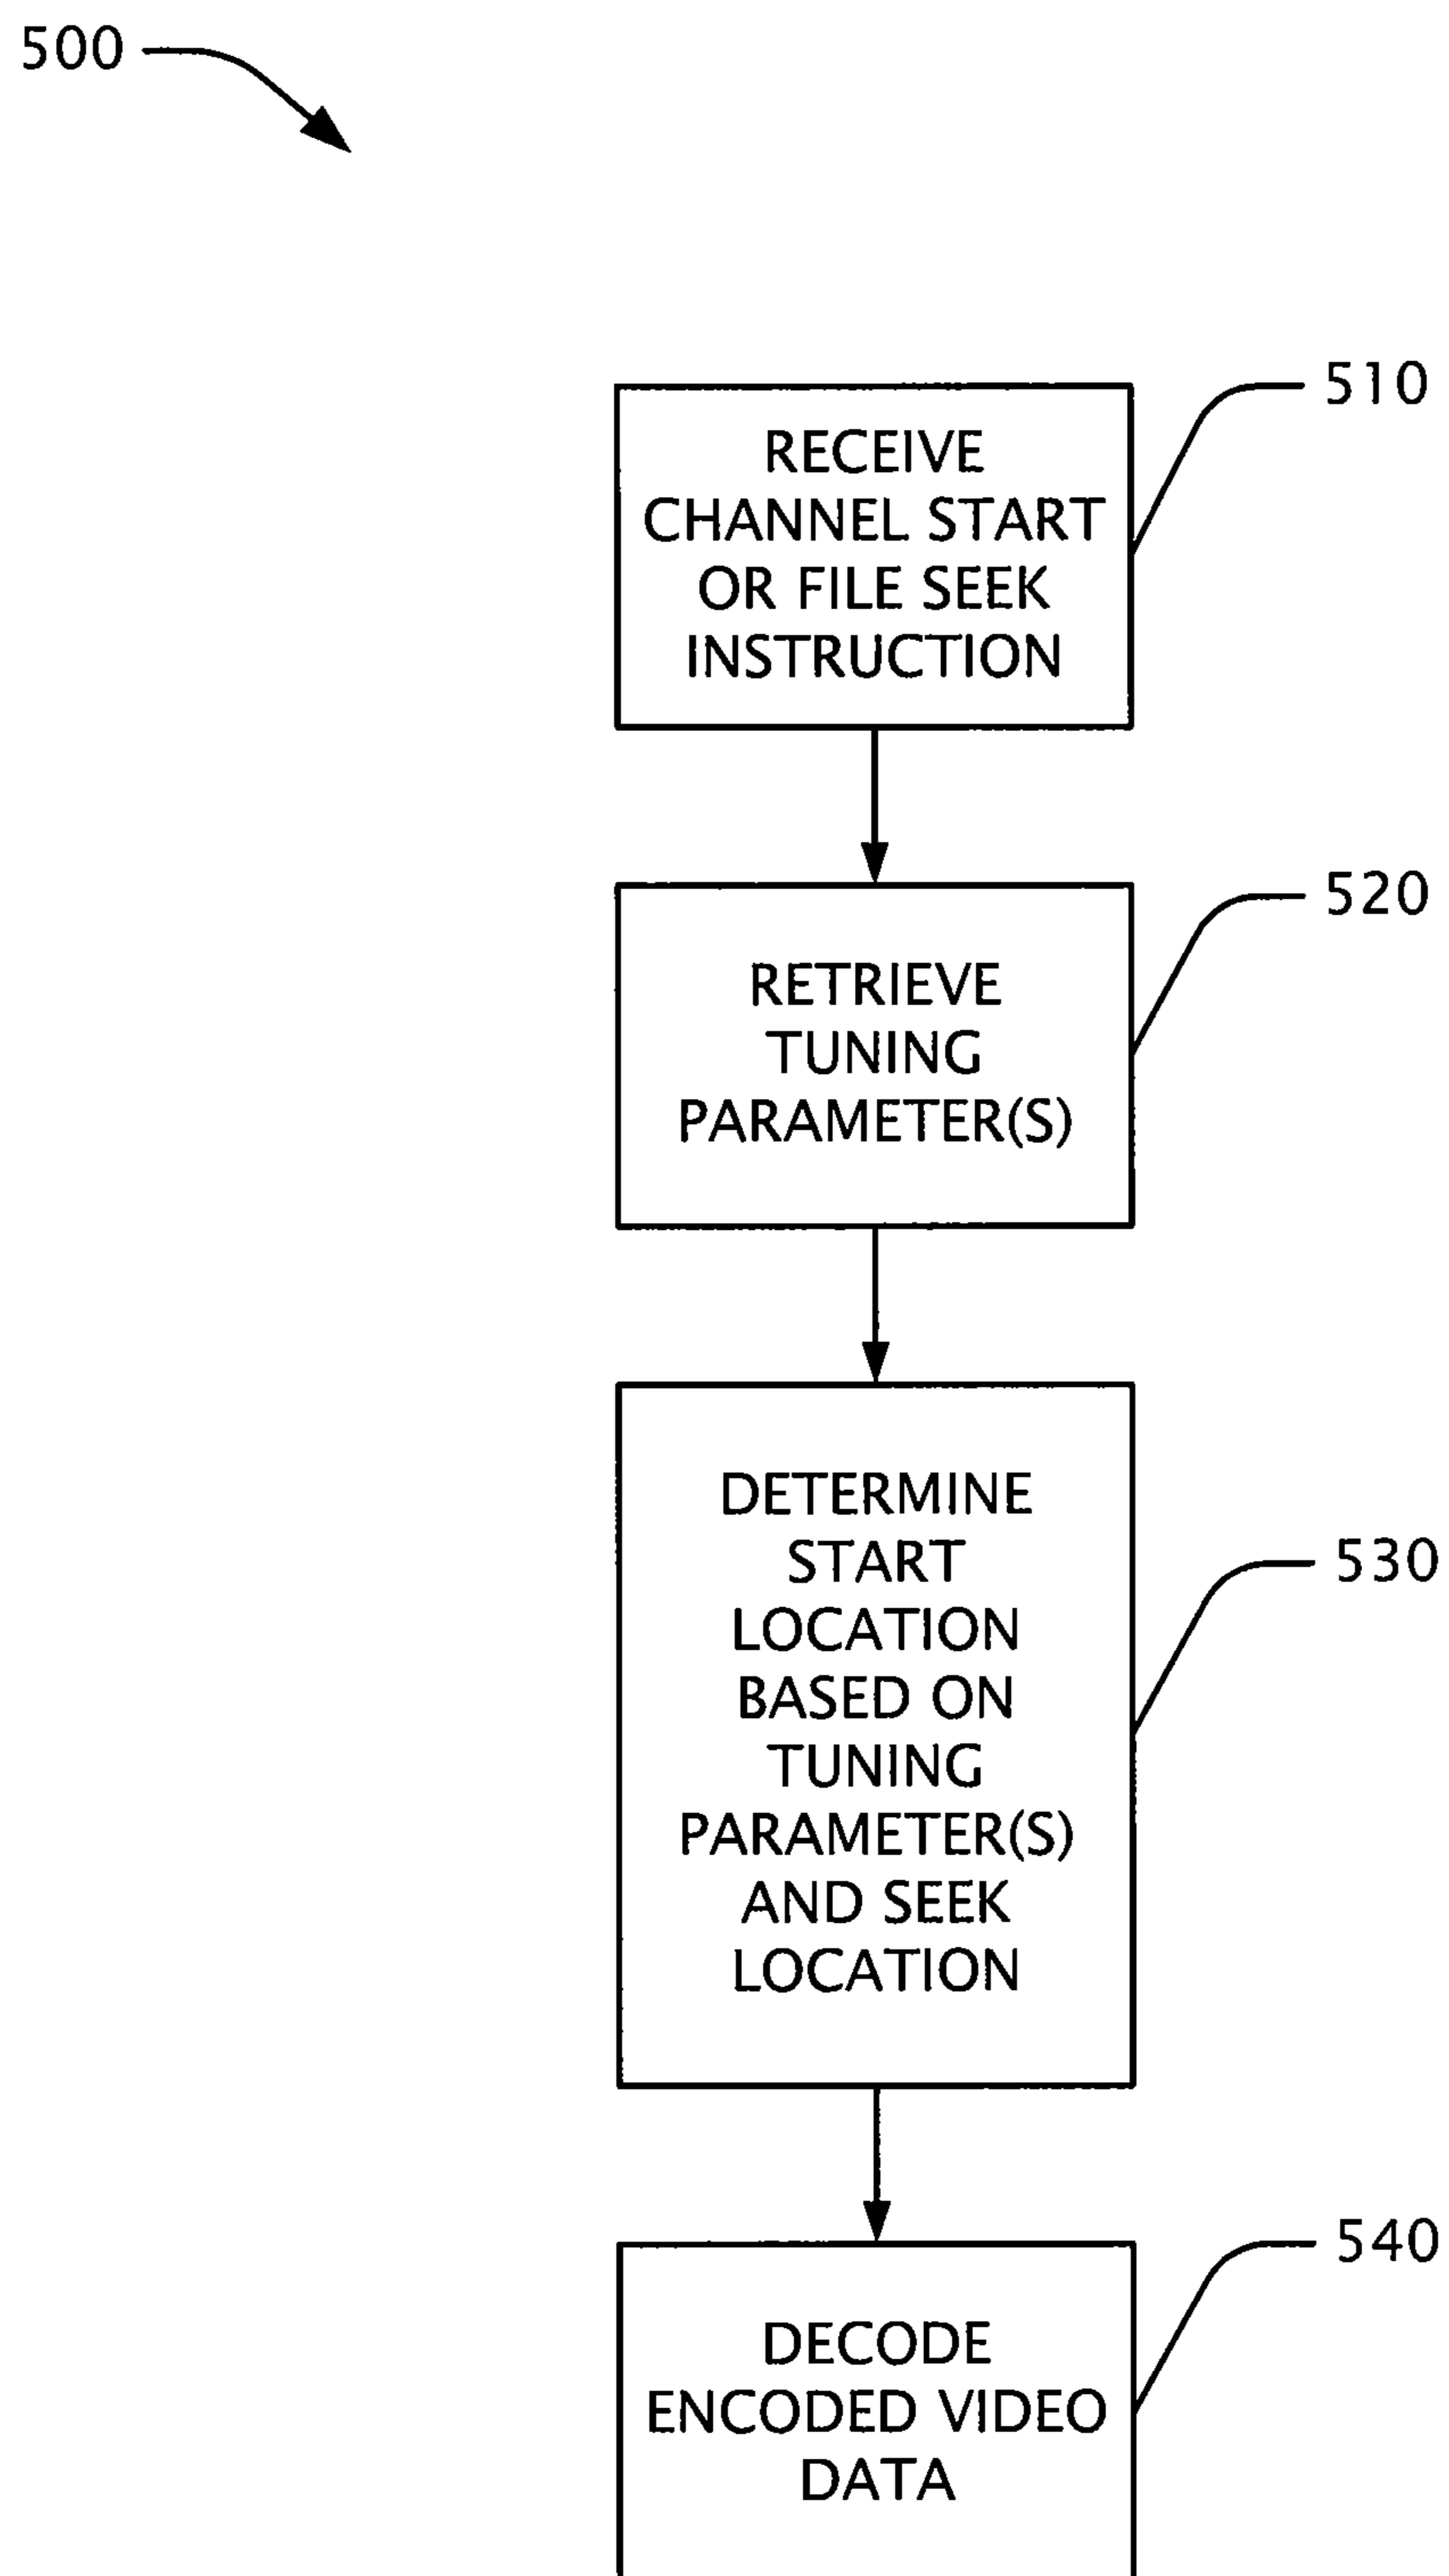 500
510
RECEIVE
CHANNEL START
OR FILE SEEK
INSTRUCTION
520
RETRIEVE
TUNING
PARAMETER(S)
530
DETERMINE
START
LOCATION
BASED ON
TUNING
PARAMETER(S)
AND SEEK
LOCATION
540
DECODE
ENCODED VIDEO
DATA